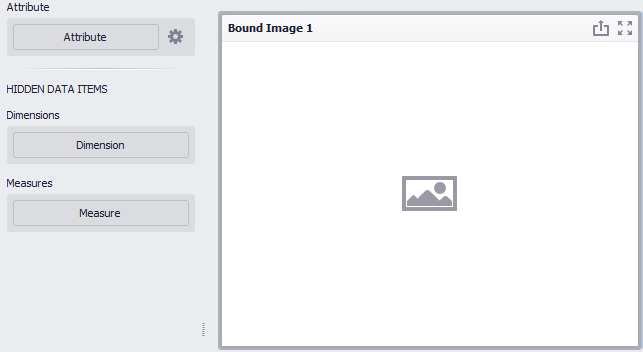 Attribute
Attribute
HIDDEN DATA ITEMS
Dimensions
Dimension
Measures
Measure
Bound Image 1